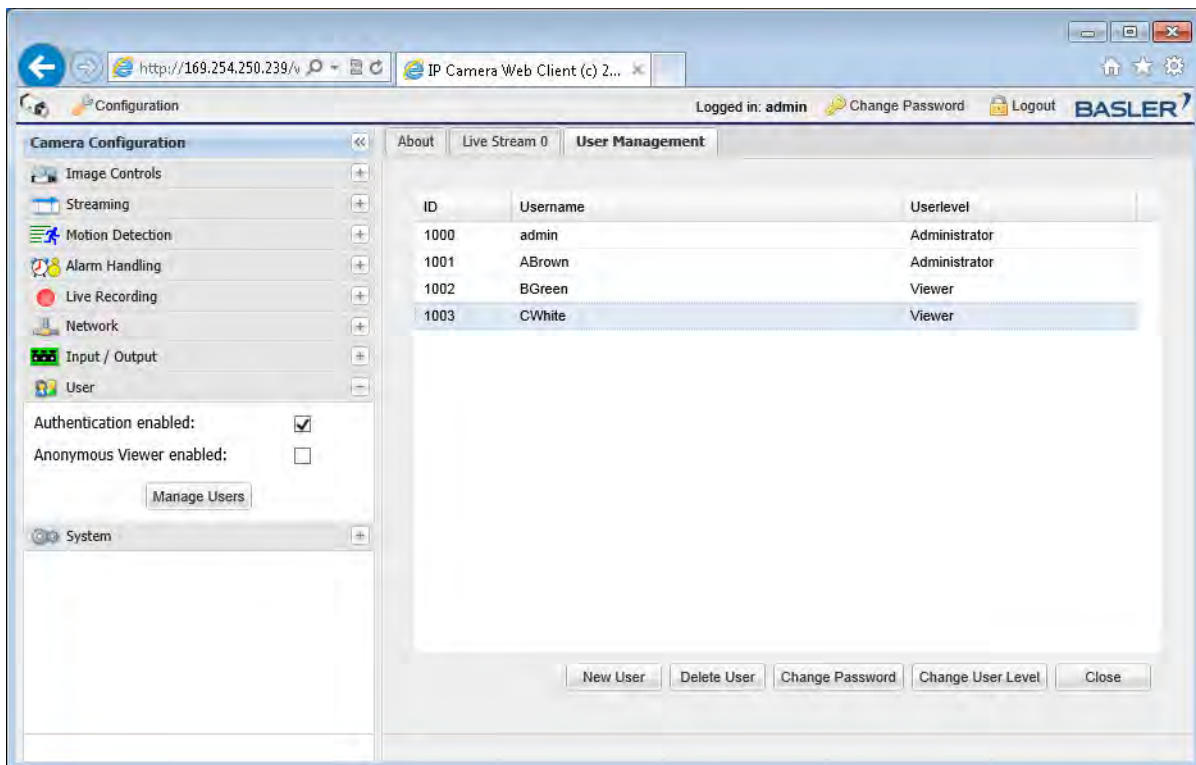 http://169.254.250.239/v
IP Camera Web Client (c) 2...
Configuration
Logged in: admin
Change Password
Logout
BASLER
Camera Configuration
About
Live Stream 0
User Management
Image Controls
Streaming
Motion Detection
Alarm Handling
Live Recording
Network
Input / Output
User
Authentication enabled:
Anonymous Viewer enabled:
Manage Users
System
ID Username Userlevel
1000 admin Administrator
1001 ABrown Administrator
1002 BGreen Viewer
1003 CWhite Viewer
New User
Delete User
Change Password
Change User Level
Close